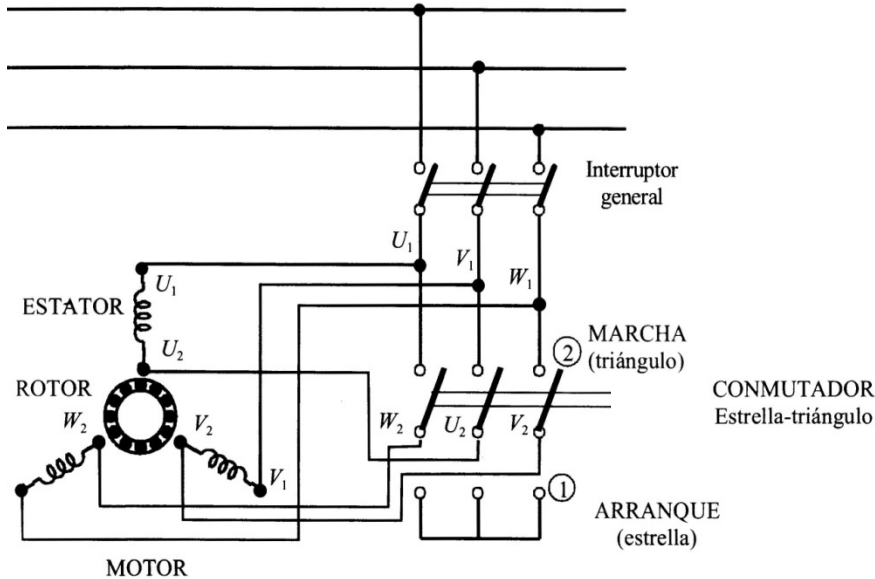 Interruptor
general
U₁
V₁
W₁
U₁
ESTATOR
U₂
MARCHA
(triángulo)
2
CONMUTADOR
Estrella-triángulo
ROTOR
W₂
V₂
W₂
U₂
V₂
V₁
1
ARRANQUE
(estrella)
MOTOR